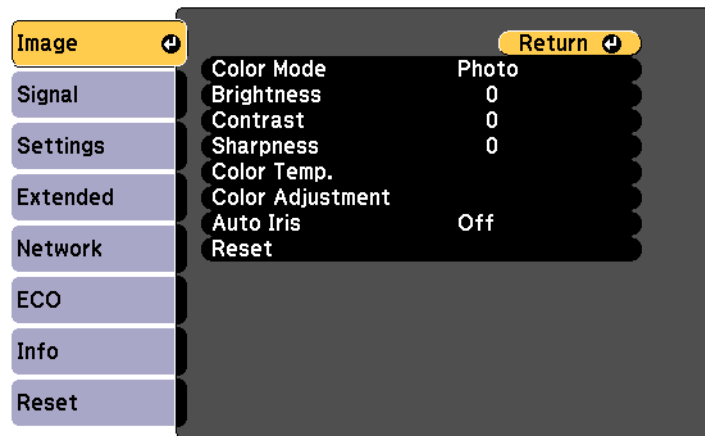 Image
Signal
Settings
Extended
Network
ECO
Info
Reset
Return
Color Mode Photo
Brightness 0
Contrast 0
Sharpness 0
Color Temp.
Color Adjustment
Auto Iris Off
Reset